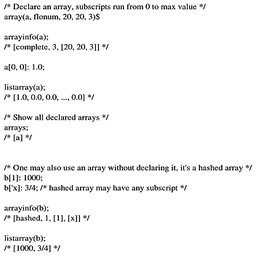 /* Declare an array, subscripts run from 0 to max value */
array(a, flonum, 20, 20, 3)$
arrayinfo(a);
/* [complete, 3, [20, 20, 3]] */
a[0, 0]: 1.0;
listarray(a);
/* [1.0, 0.0, 0.0, ..., 0.0] */
/* Show all declared arrays */
arrays;
/* [a] */
/* One may also use an array without declaring it, it's a hashed array */
b[1]: 1000;
b['x]: 3/4; /* hashed array may have any subscript */
arrayinfo(b);
/* [hashed, 1, [1], [x]] */
listarray(b);
/* [1000, 3/4] */